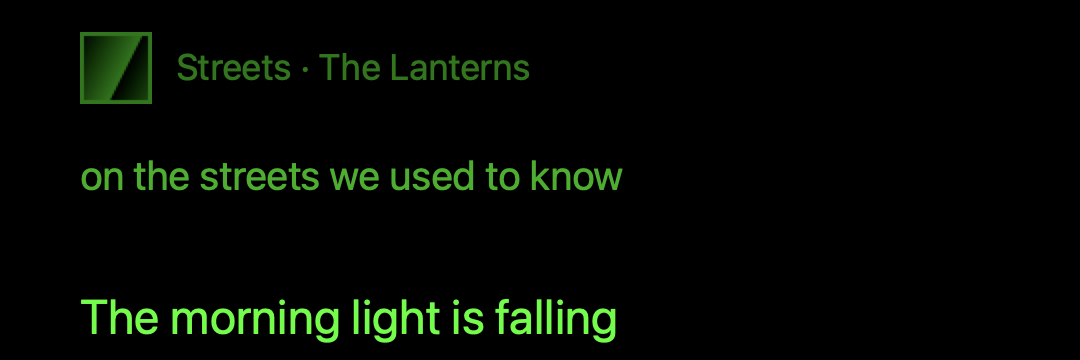 Streets · The Lanterns
on the streets we used to know
The morning light is falling